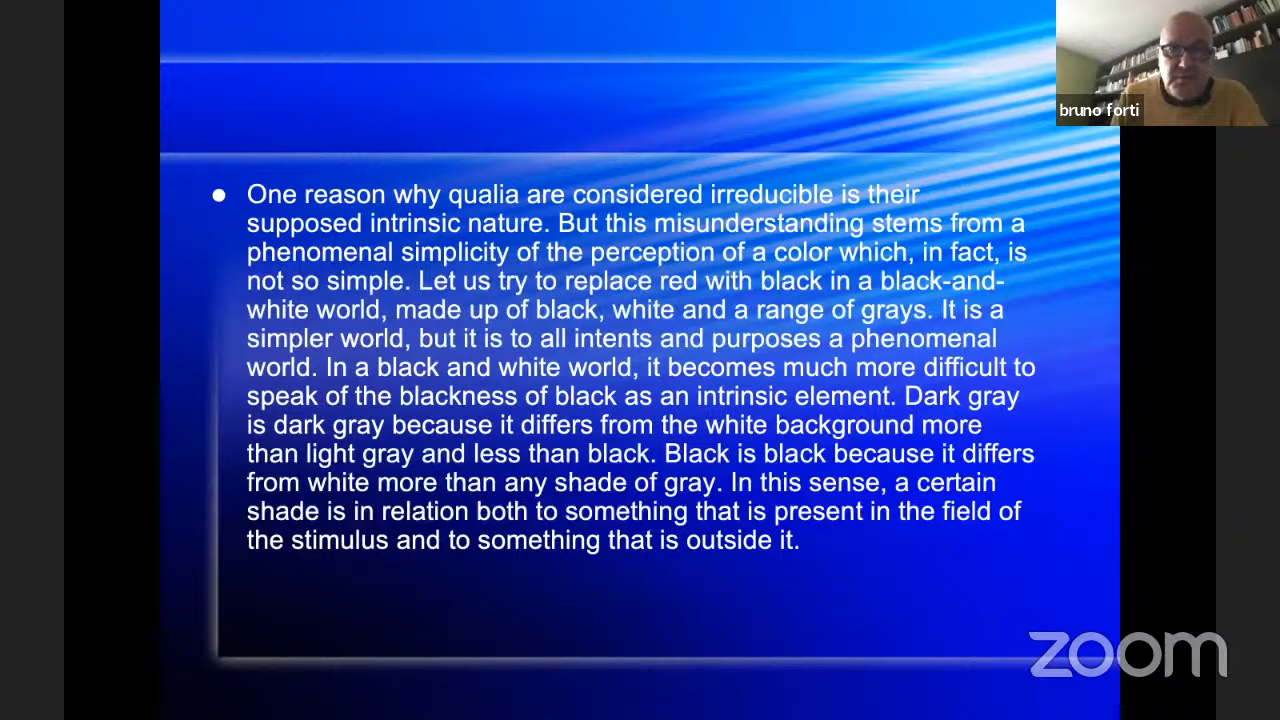 bruno forti
One reason why qualia are considered irreducible is their
supposed intrinsic nature. But this misunderstanding stems from a
phenomenal simplicity of the perception of a color which, in fact, is
not so simple. Let us try to replace red with black in a black-and-
white world, made up of black, white and a range of grays. It is a
simpler world, but it is to all intents and purposes a phenomenal
world. In a black and white world, it becomes much more difficult to
speak of the blackness of black as an intrinsic element. Dark gray
is dark gray because it differs from the white background more
than light gray and less than black. Black is black because it differs
from white more than any shade of gray. In this sense, a certain
shade is in relation both to something that is present in the field of
the stimulus and to something that is outside it.
zoom